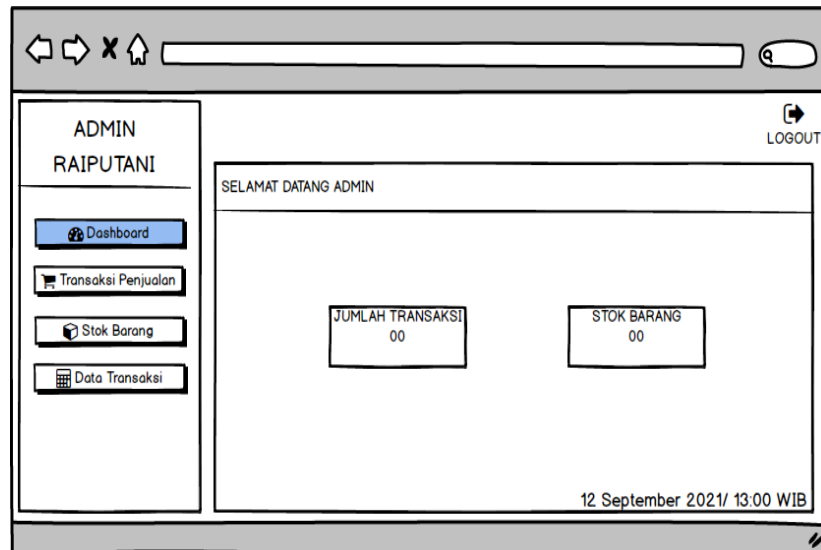 LOGOUT
ADMIN
RAIPUTANI
Dashboard
Transaksi Penjualan
Stok Barang
Data Transaksi
SELAMAT DATANG ADMIN
JUMLAH TRANSAKSI
00
STOK BARANG
00
12 September 2021/ 13:00 WIB